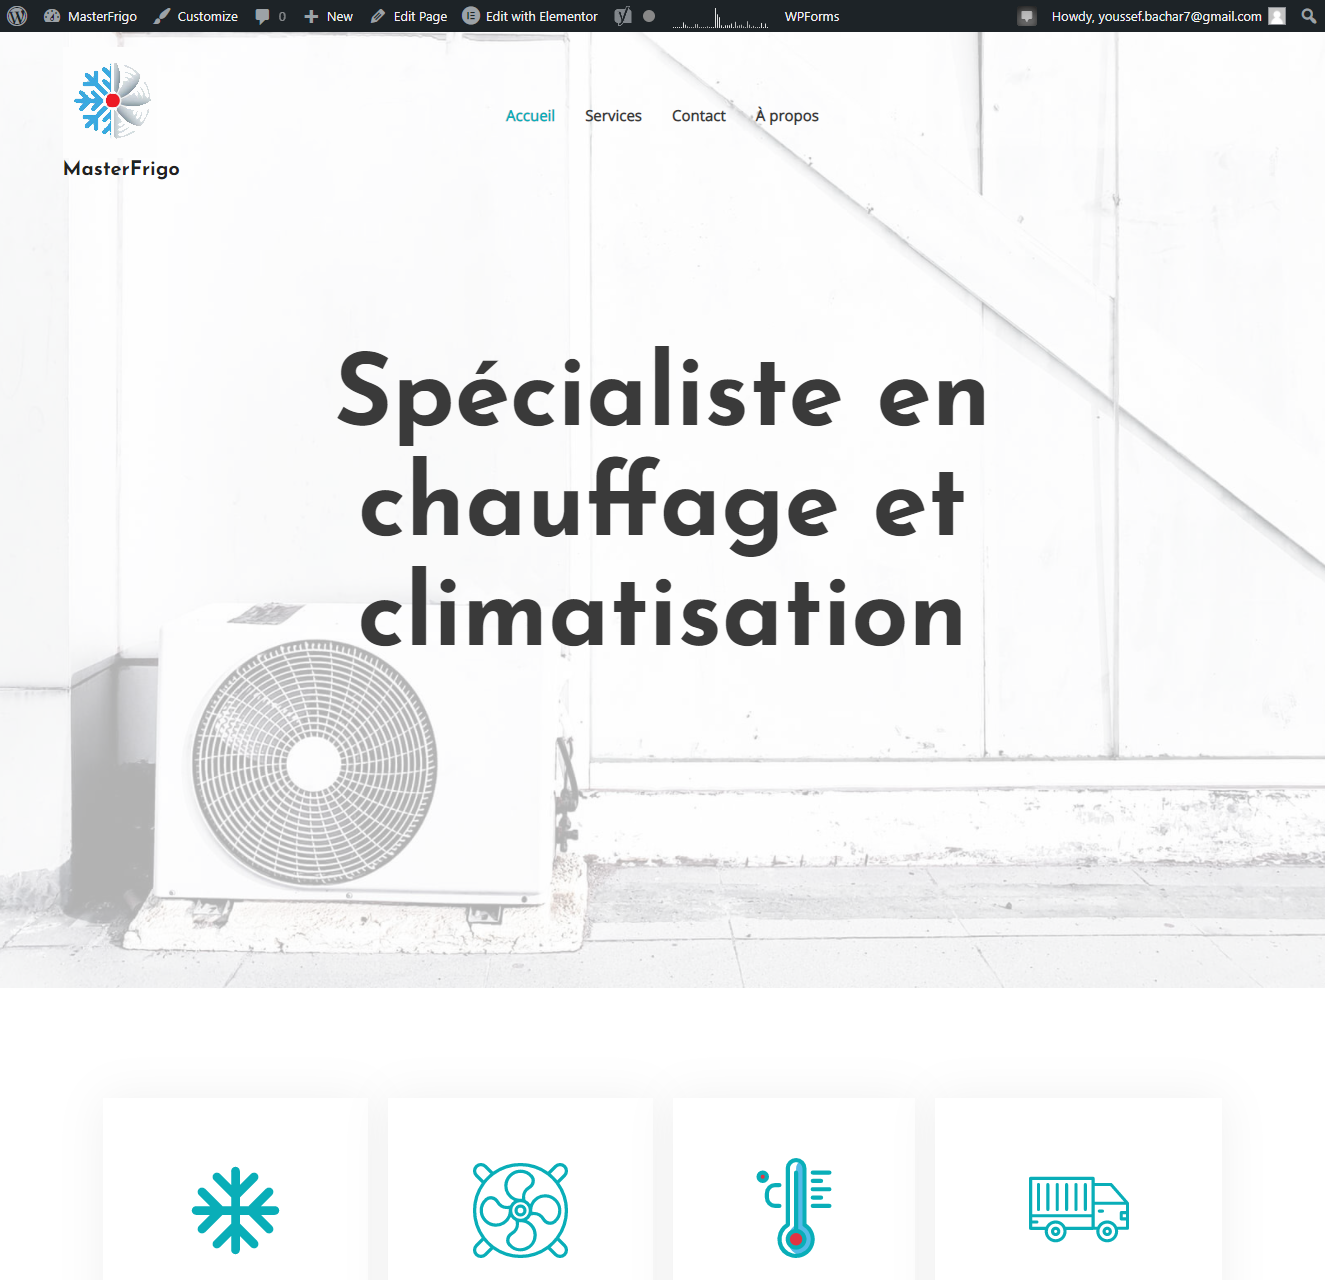 MasterFrigo Customize 0 New Edit Page Edit with Elementor WPForms Howdy, youssef.bachar7@gmail.com
Accueil Services Contact À propos
MasterFrigo
Spécialiste en
chauffage et
climatisation